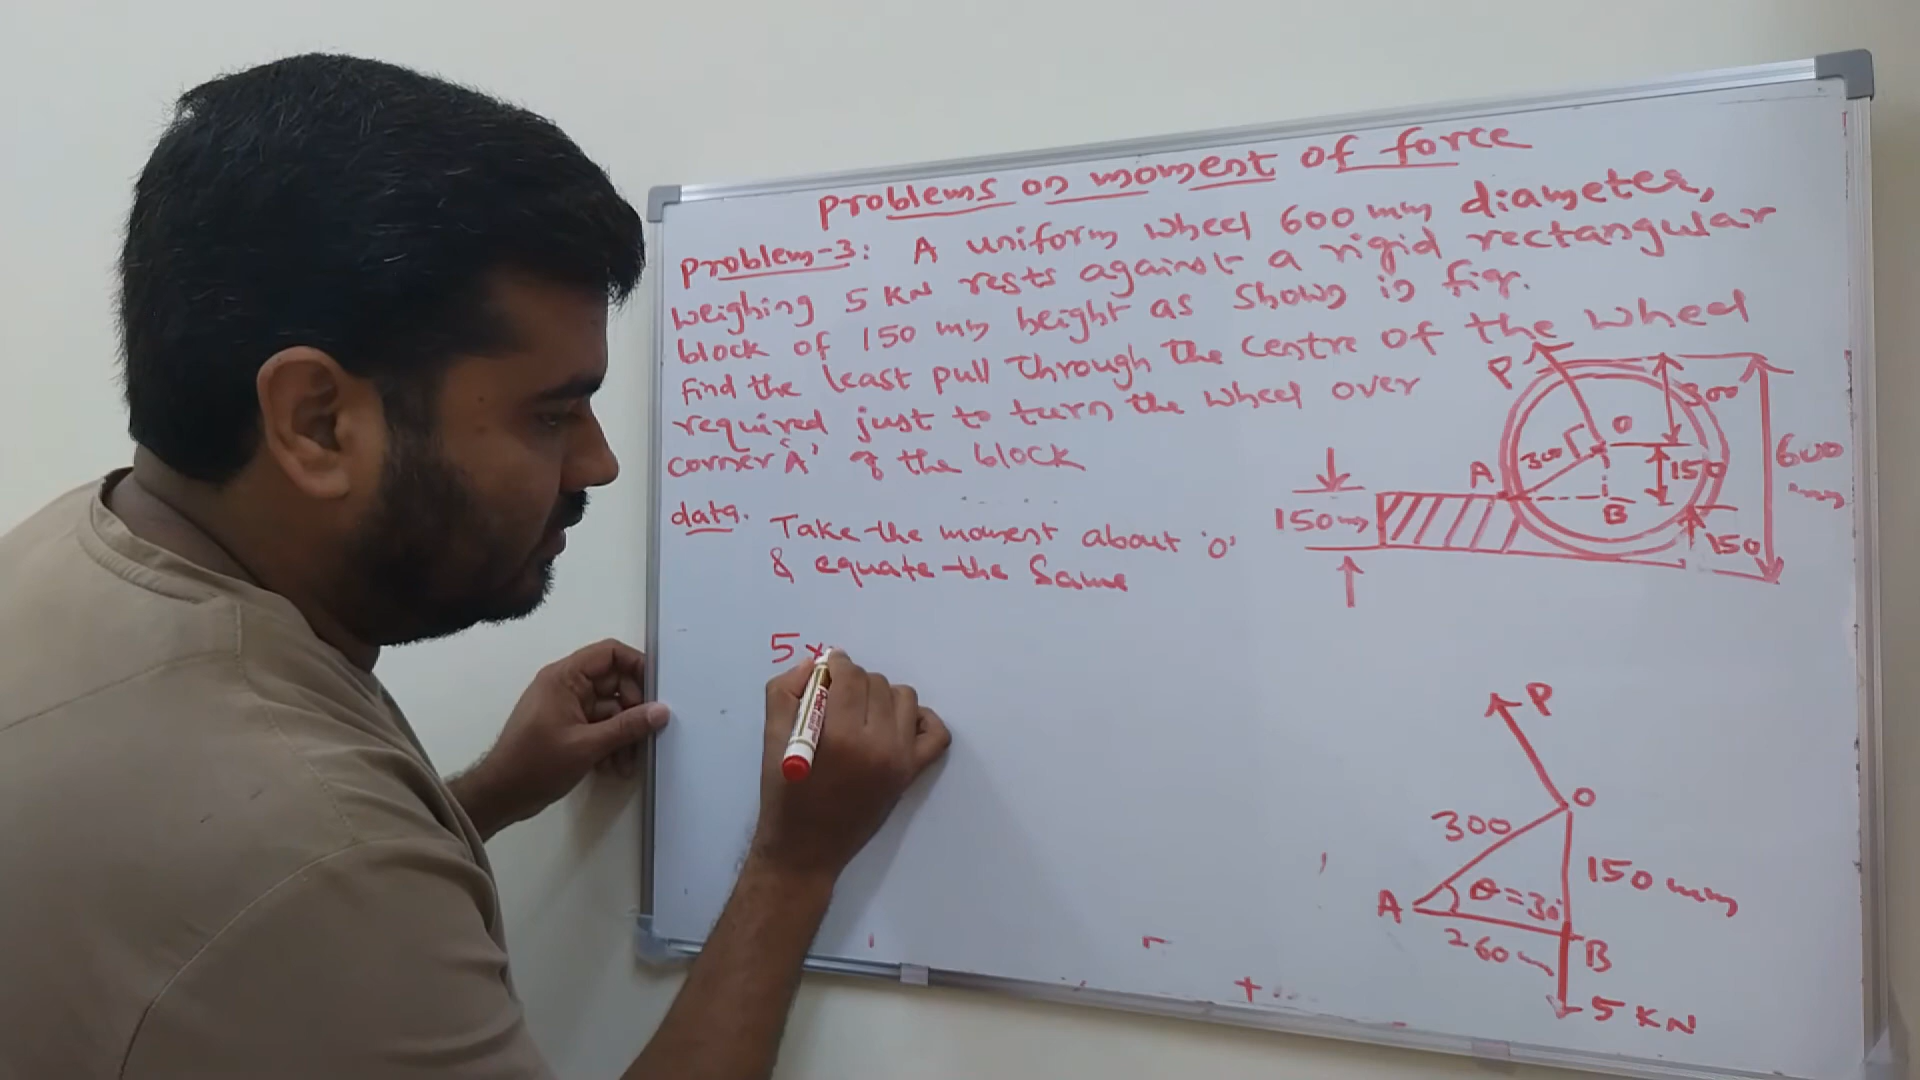 Problems on moment of force
Problem-3: A uniform wheel 600 mm diameter,
weighing 5 KN rests against a rigid rectangular
block of 150 mm height as shown in fig.
Find the least pull through the centre of the wheel
required just to turn the wheel over
corner 'A' of the block
data.
Take the moment about 'O'
& equate the same
5 x
P
O
300
A
B
300
150
600
mm
150 m
150
P
O
300
150 mm
A
θ=30°
260 m
B
5 KN